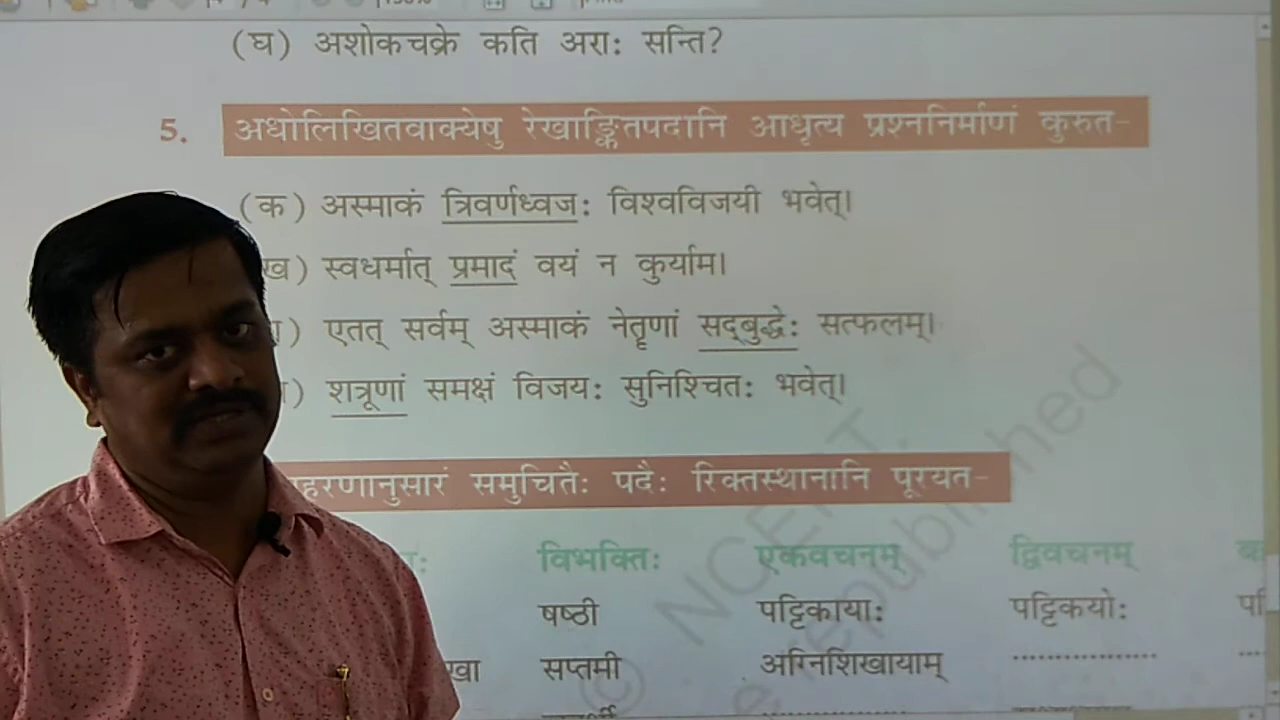 (घ) अशोकचक्रे कति अराः सन्ति?
5. अधोलिखितवाक्येषु रेखाङ्कितपदानि आधृत्य प्रश्ननिर्माणं कुरुत-
(क) अस्माकं त्रिवर्णध्वजः विश्वविजयी भवेत्।
ख) स्वधर्मात् प्रमादं वयं न कुर्याम।
) एतत् सर्वम् अस्माकं नेतॄणां सद्बुद्धेः सत्फलम्।
) शत्रूणां समक्षं विजयः सुनिश्चितः भवेत्।
हरणानुसारं समुचितैः पदैः रिक्तस्थानानि पूरयत-
विभक्तिः एकवचनम् द्विवचनम्
षष्ठी पट्टिकायाः पट्टिकयोः
खा सप्तमी अग्निशिखायाम् ................
© NCERT
republished